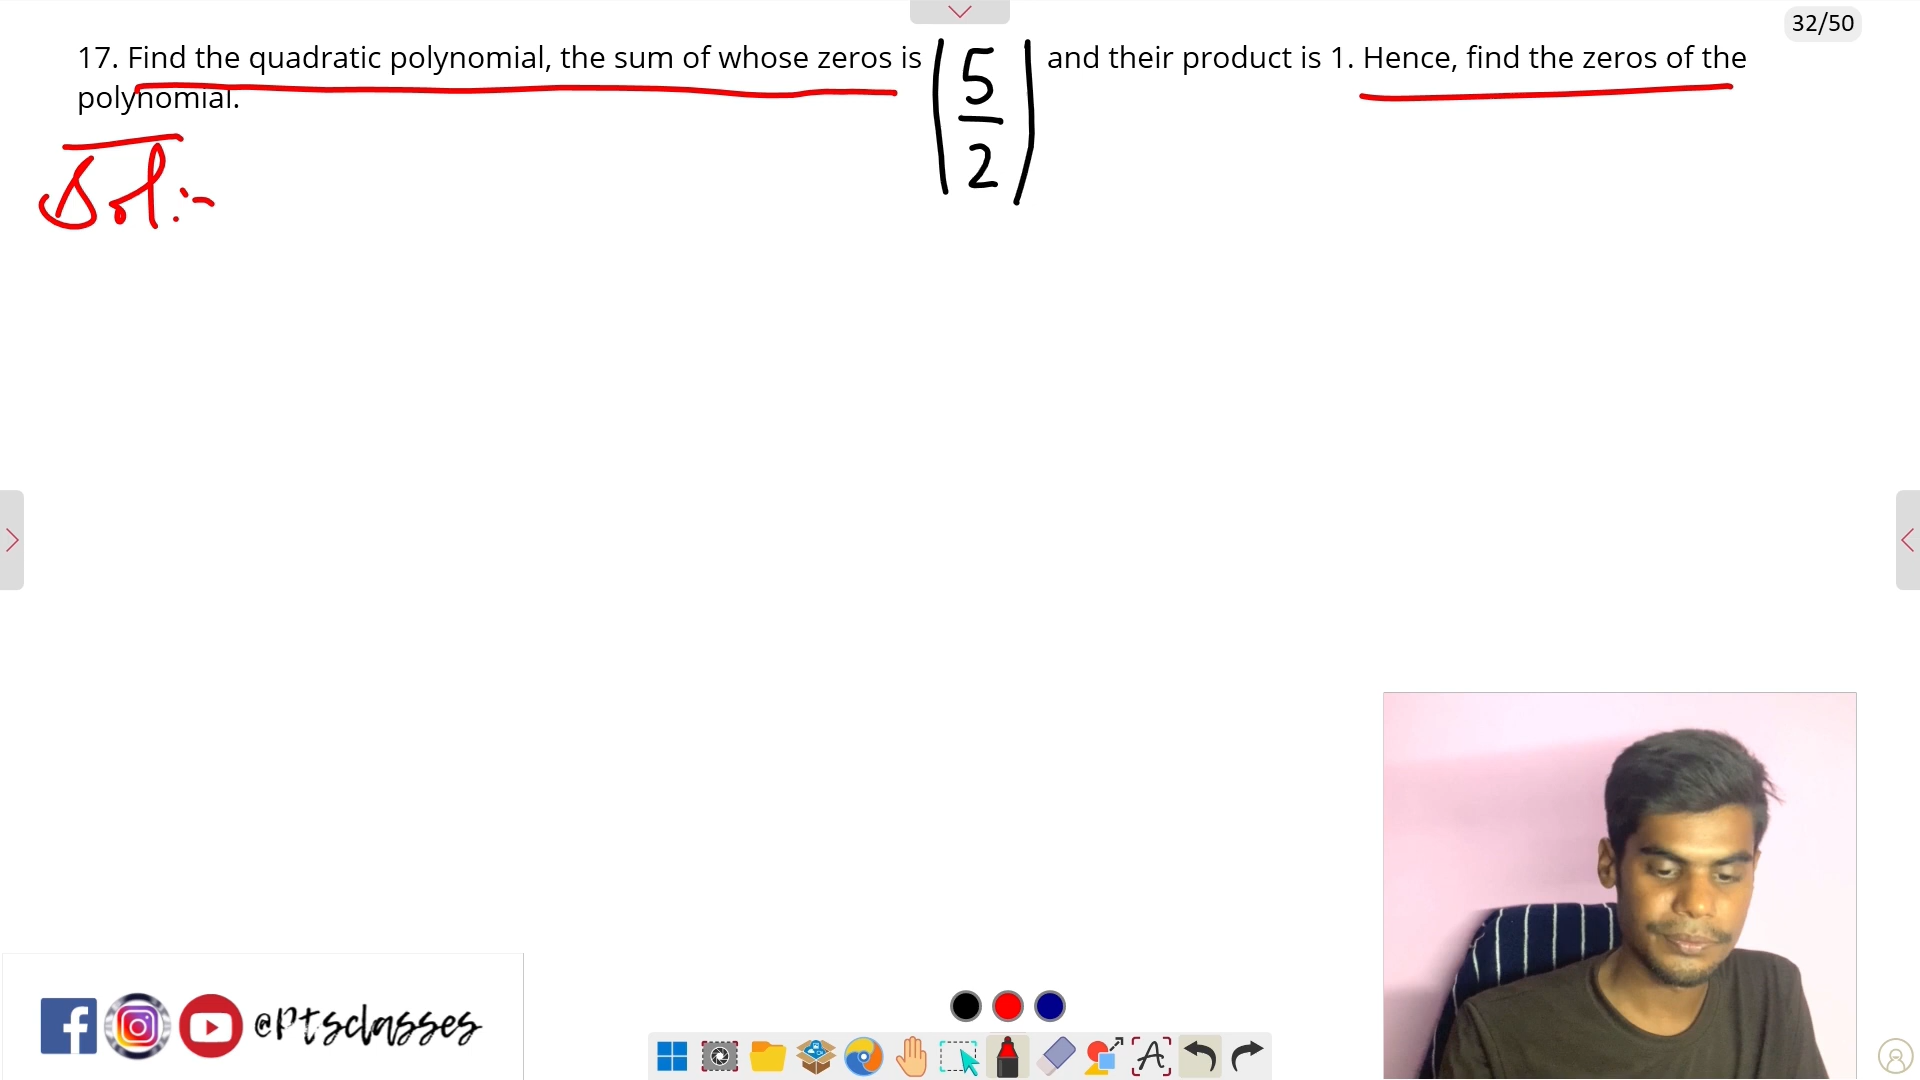 32/50
17. Find the quadratic polynomial, the sum of whose zeros is (5/2) and their product is 1. Hence, find the zeros of the
polynomial.
Sol:-
@Ptsclasses